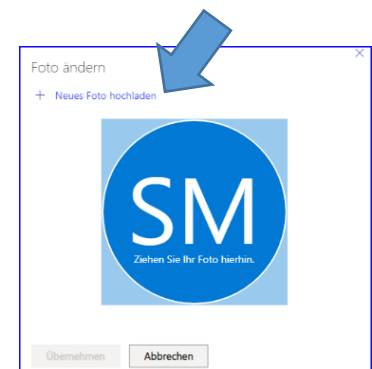 Foto ändern
+ Neues Foto hochladen
SM
Ziehen Sie Ihr Foto hierhin.
Übernehmen Abbrechen